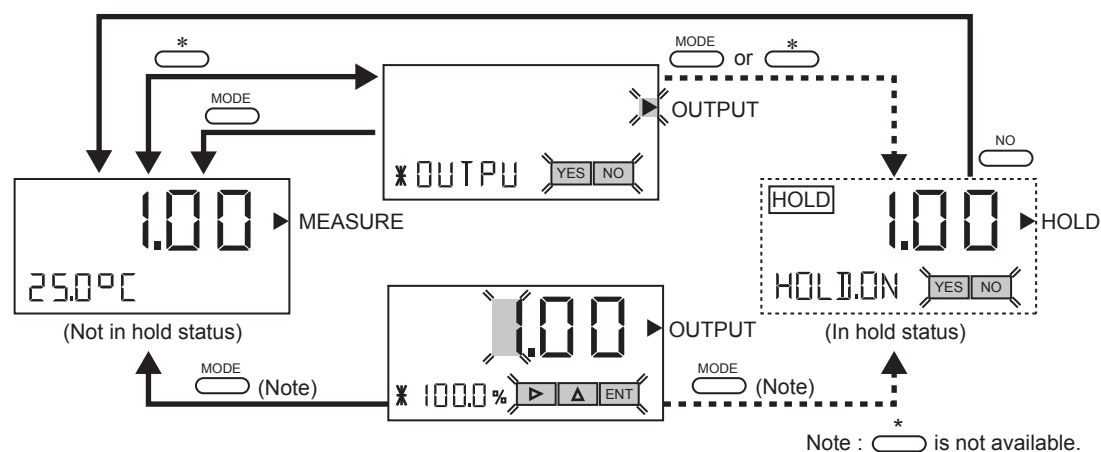 *
MODE
or
*
MODE
OUTPUT
*OUTPU YES NO
NO
1.00
MEASURE
25.0°C
(Not in hold status)
HOLD
1.00
HOLD
HOLD.ON YES NO
(In hold status)
1.00
OUTPUT
*100.0% ▷ △ ENT
MODE
(Note)
MODE
(Note)
*
Note : is not available.